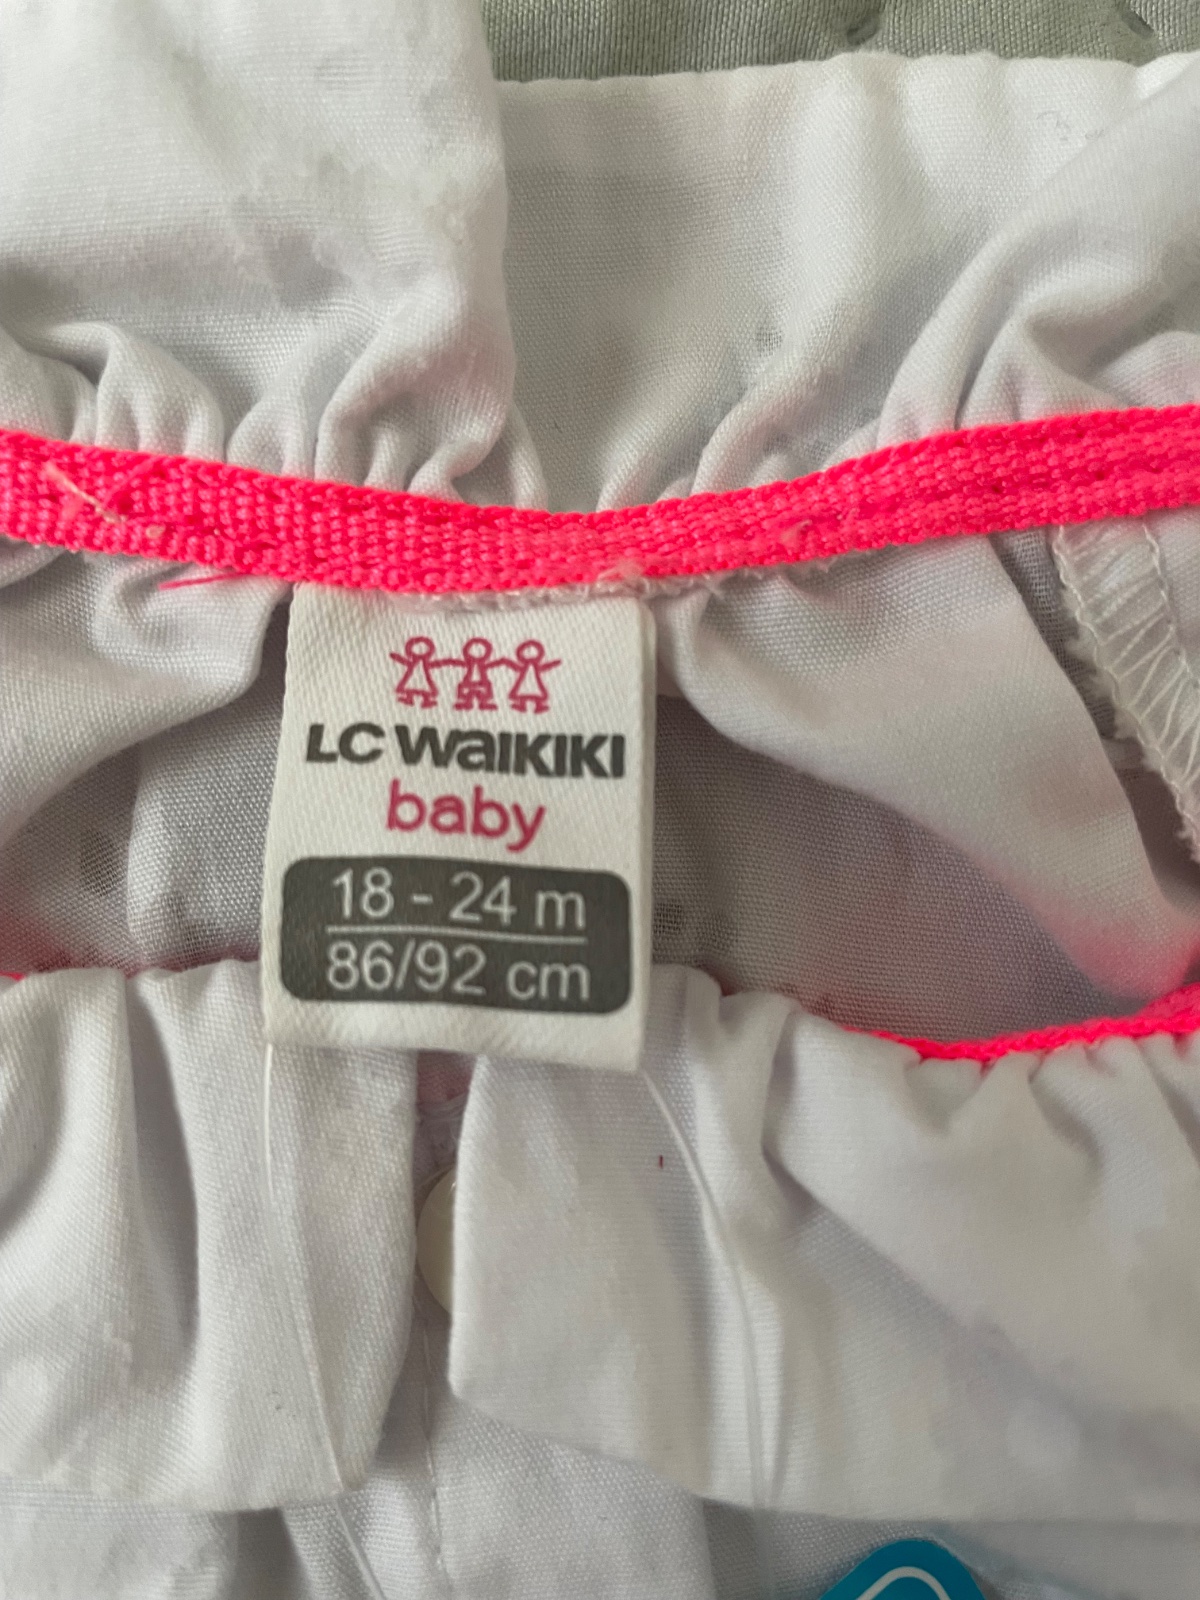 LC WAIKIKI
baby
18 - 24 m
86/92 cm